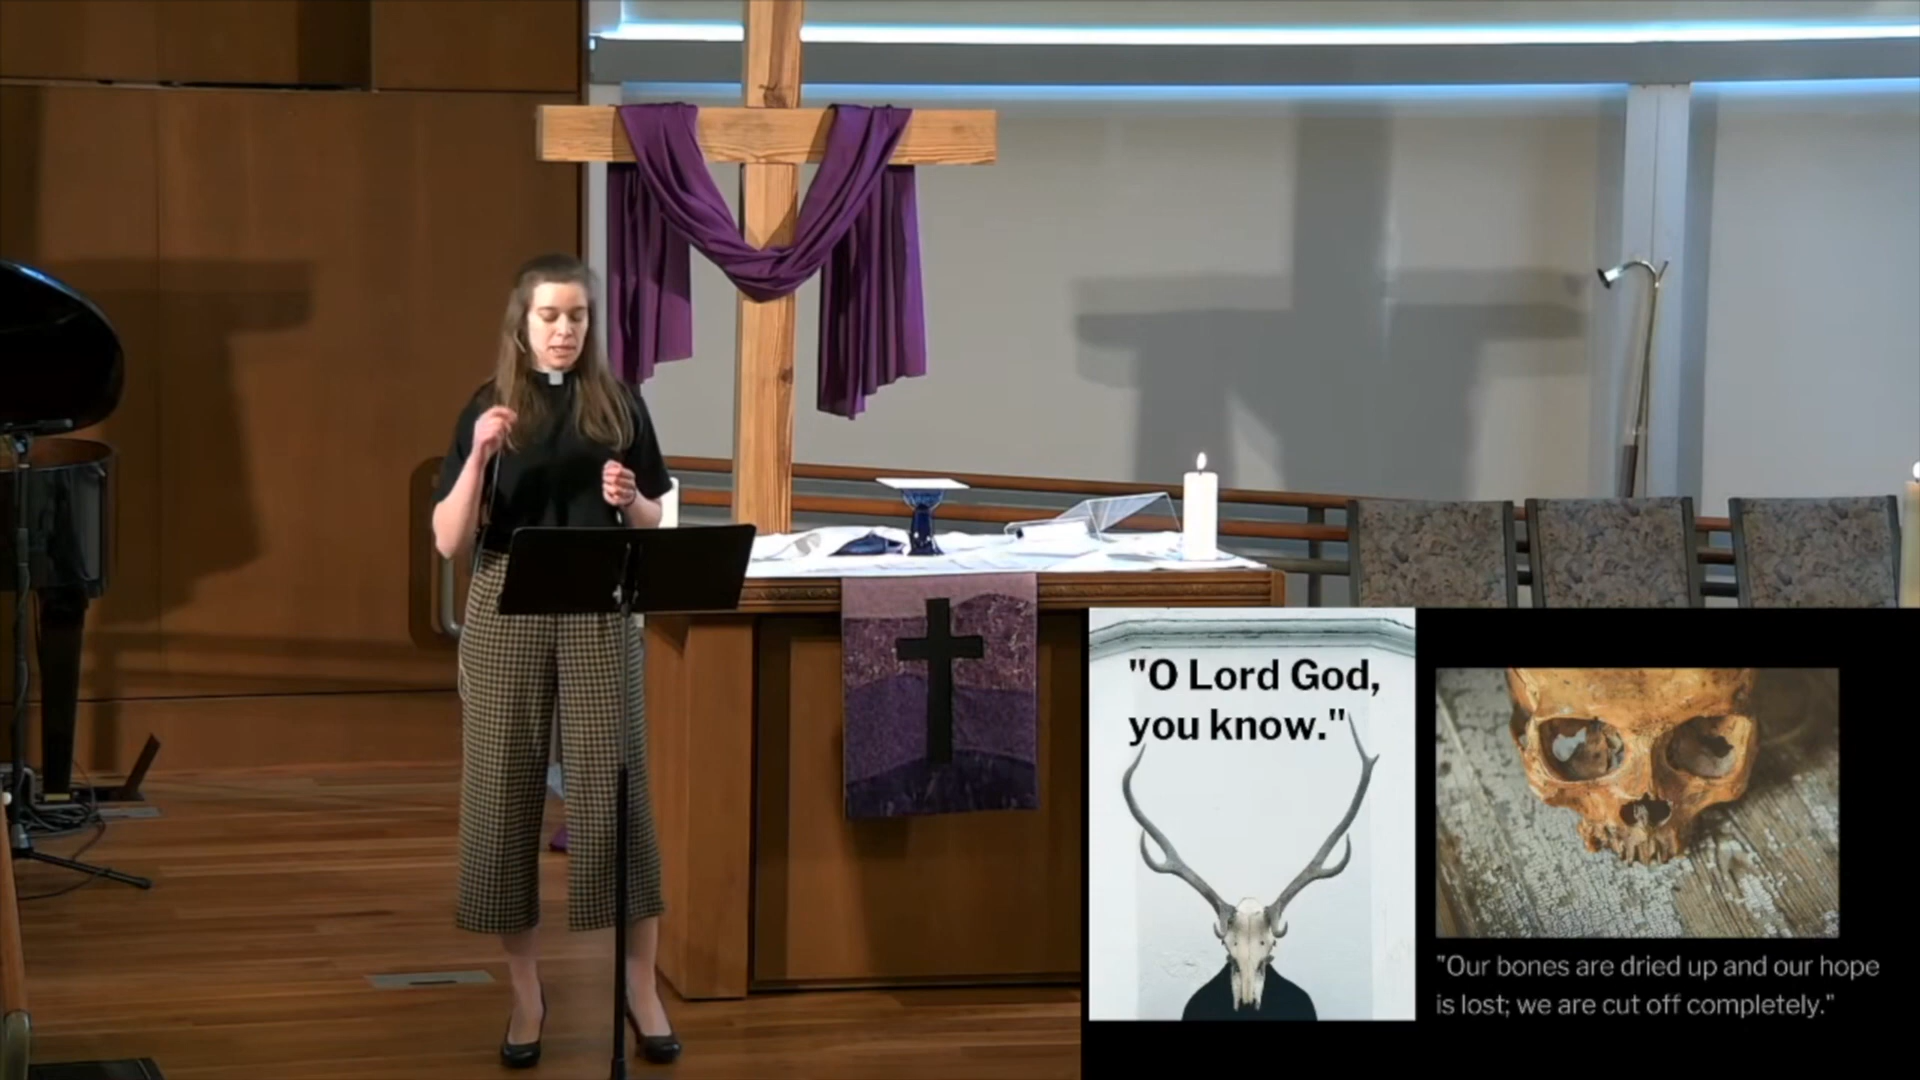 "O Lord God,
you know."
"Our bones are dried up and our hope
is lost; we are cut off completely."